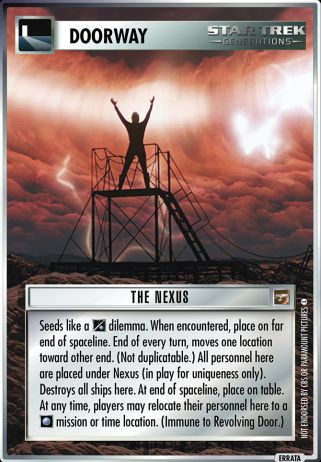 DOORWAY
STAR TREK
GENERATIONS
THE NEXUS
Seeds like a dilemma. When encountered, place on far
end of spaceline. End of every turn, moves one location
toward other end. (Not duplicatable.) All personnel here
are placed under Nexus (in play for uniqueness only).
Destroys all ships here. At end of spaceline, place on table.
At any time, players may relocate their personnel here to a
mission or time location. (Immune to Revolving Door.)
NOT ENDORSED BY CBS OR PARAMOUNT PICTURES
ERRATA